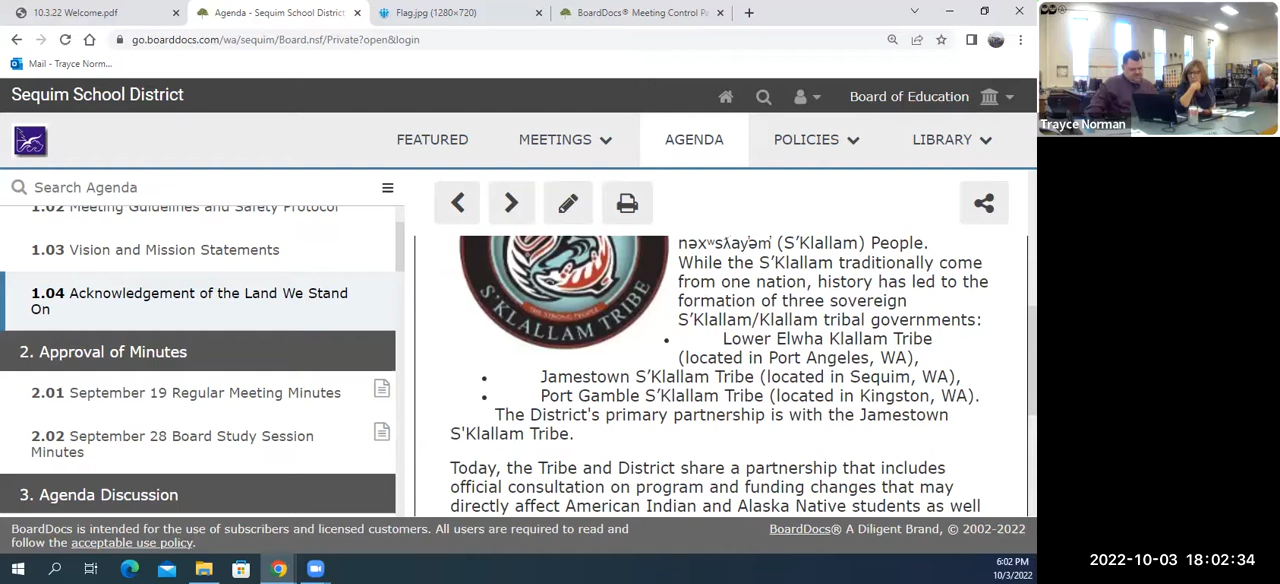 10.3.22 Welcome.pdf
Agenda - Sequim School District
Flag.jpg (1280×720)
BoardDocs® Meeting Control Pa
go.boarddocs.com/wa/sequim/Board.nsf/Private?open&login
Mail - Trayce Norm...
Trayce Norman
Sequim School District
Board of Education
FEATURED
MEETINGS
AGENDA
POLICIES
LIBRARY
Search Agenda
1.02 Meeting Guidelines and Safety Protocol
1.03 Vision and Mission Statements
1.04 Acknowledgement of the Land We Stand
On
2. Approval of Minutes
2.01 September 19 Regular Meeting Minutes
2.02 September 28 Board Study Session
Minutes
3. Agenda Discussion
S'KLALLAM TRIBE
nəxʷsƛ̕ay̕əm̕ (S’Klallam) People.
While the S’Klallam traditionally come
from one nation, history has led to the
formation of three sovereign
S’Klallam/Klallam tribal governments:
• Lower Elwha Klallam Tribe
(located in Port Angeles, WA),
• Jamestown S’Klallam Tribe (located in Sequim, WA),
• Port Gamble S’Klallam Tribe (located in Kingston, WA).
The District's primary partnership is with the Jamestown
S'Klallam Tribe.
Today, the Tribe and District share a partnership that includes
official consultation on program and funding changes that may
directly affect American Indian and Alaska Native students as well
BoardDocs is intended for the use of subscribers and licensed customers. All users are required to read and
follow the acceptable use policy.
BoardDocs® A Diligent Brand, © 2002-2022
6:02 PM
10/3/2022
2022-10-03 18:02:34